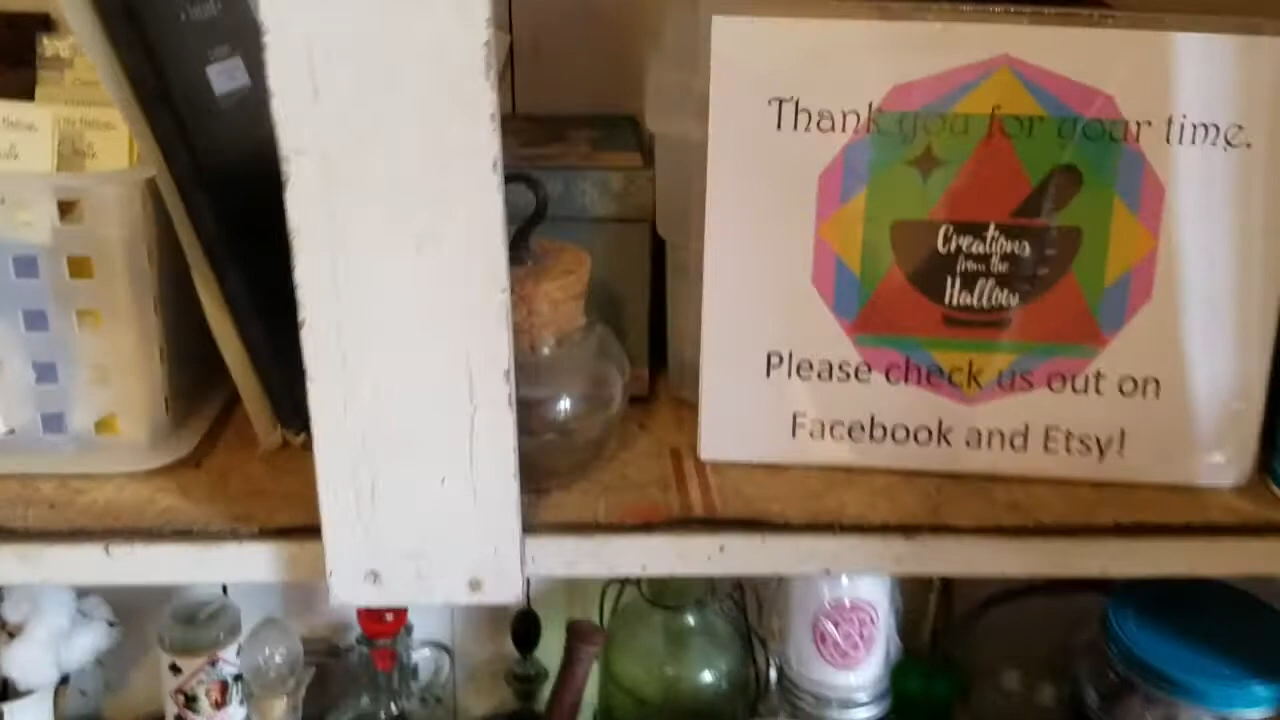 Thank you for your time.
Creations
from the
Hallow
Please check us out on
Facebook and Etsy!